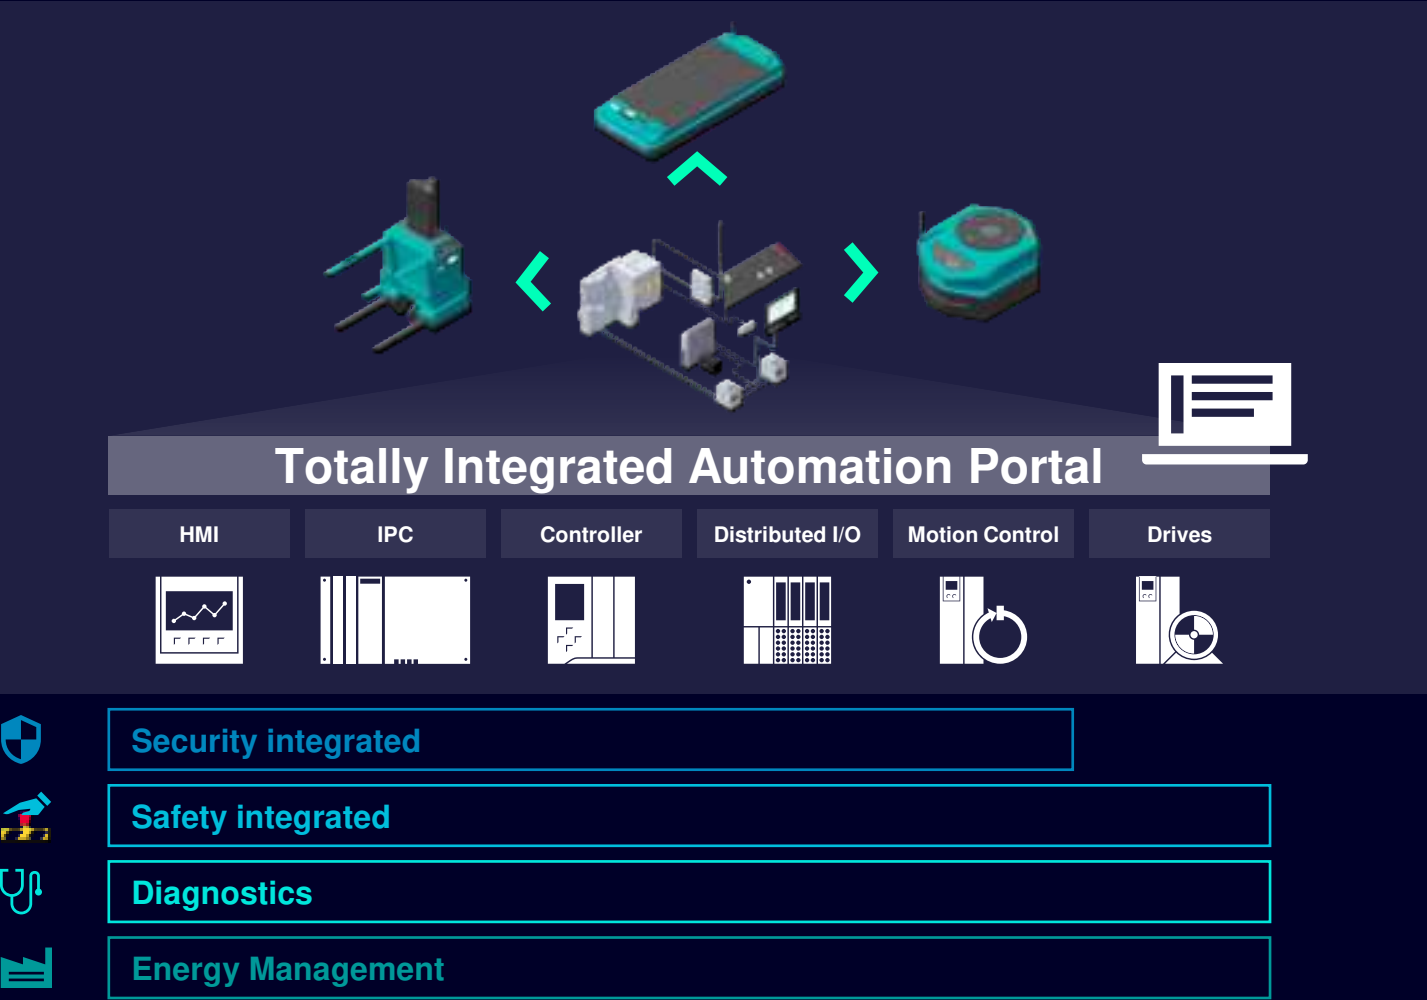 Totally Integrated Automation Portal
HMI
IPC
Controller
Distributed I/O
Motion Control
Drives
Security integrated
Safety integrated
Diagnostics
Energy Management